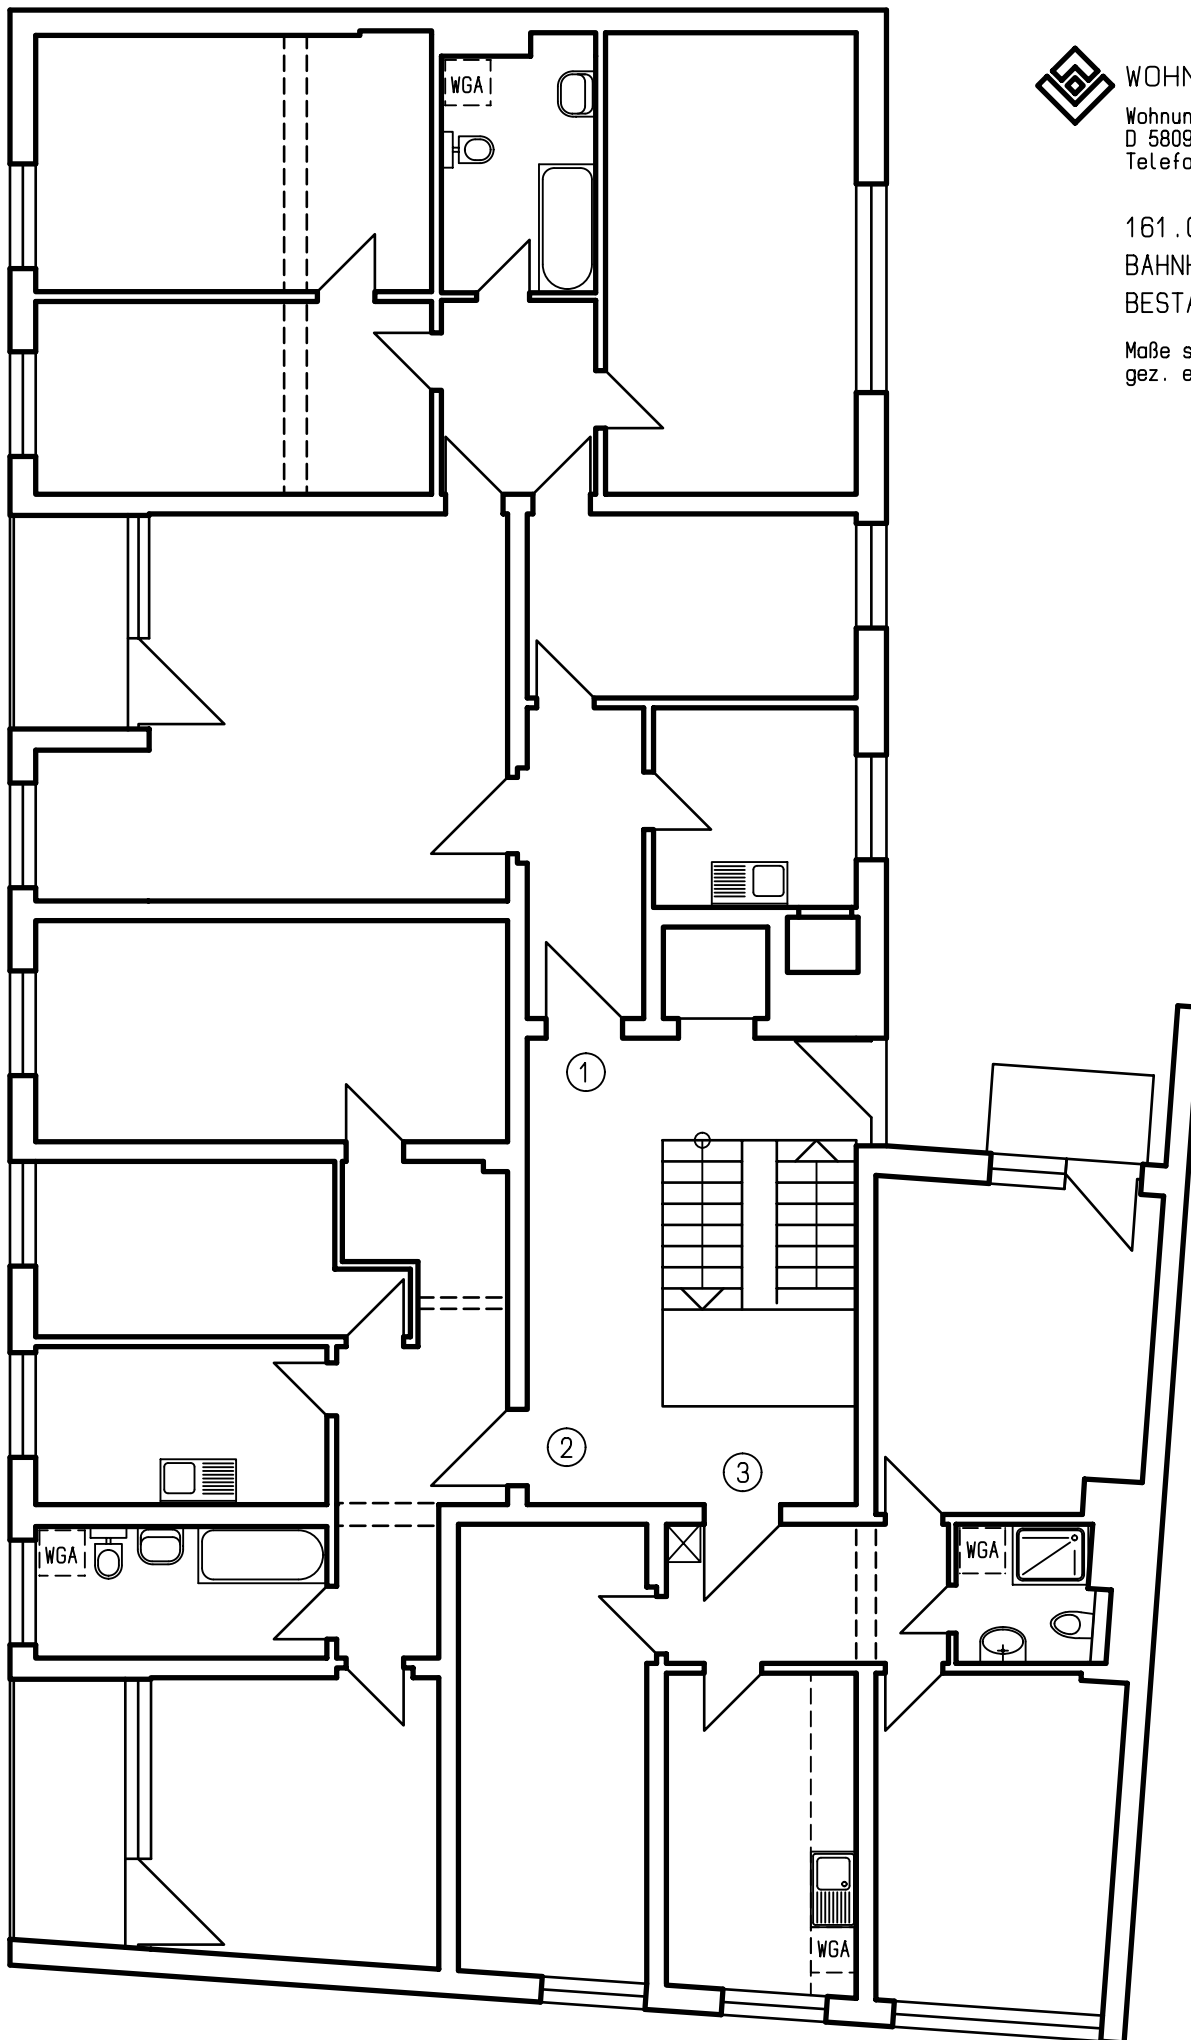 WGA
WOHN
Wohnun
D 5809
Telefo
161.0
BAHNH
BESTA
Maße s
gez. e
1
2
3
WGA
WGA
WGA